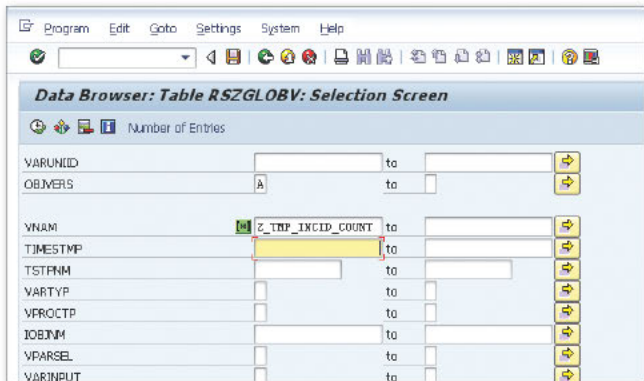 Program Edit Goto Settings System Help
Data Browser: Table RSZGLOBV: Selection Screen
Number of Entries
VARUNIID to
OBJVERS A to
VNAM Z_TMP_INCID_COUNT to
TIMESTMP to
TSTPNM to
VARTYP to
VPROCTP to
IOBJNM to
VPARSEL to
VARINPUT to